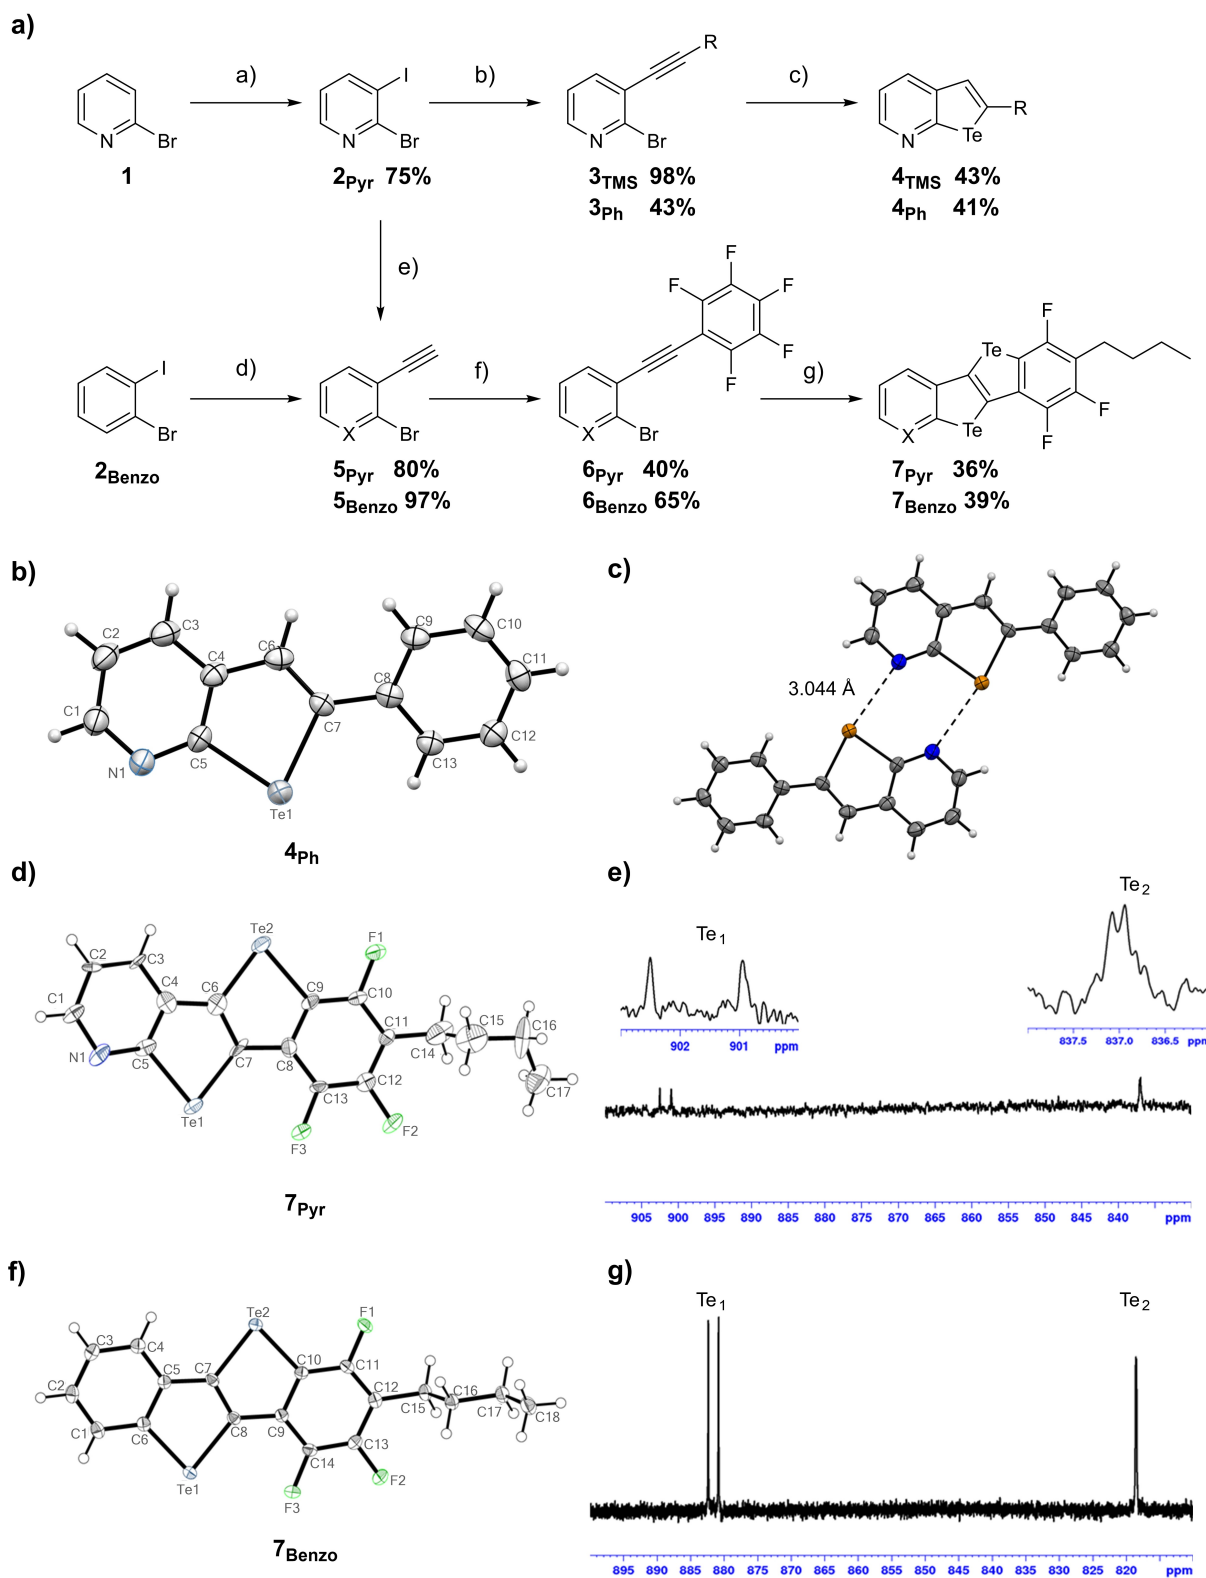 a)
a)
b)
c)
I
R
R
N
Br
N
Br
N
Br
N
Te
1
2Pyr 75%
3TMS 98%
3Ph 43%
4TMS 43%
4Ph 41%
e)
F
F
F
F
F
d)
f)
g)
I
Br
X
Br
X
Br
Te
F
X
Te
F
F
2Benzo
5Pyr 80%
5Benzo 97%
6Pyr 40%
6Benzo 65%
7Pyr 36%
7Benzo 39%
b)
C2
C3
C4
C6
C9
C10
C11
C8
C1
C7
C12
N1
C5
C13
Te1
4Ph
c)
3.044 Å
d)
Te2
F1
C2
C3
C4
C6
C9
C10
C1
C11
C15
C16
N1
C5
C7
C8
C14
C12
C17
C13
Te1
F3
F2
7Pyr
e)
Te1
Te2
902 901 ppm
837.5 837.0 836.5 ppm
905 900 895 890 885 880 875 870 865 860 855 850 845 840 ppm
f)
Te2
F1
C3
C4
C5
C7
C10
C11
C2
C12
C16
C1
C6
C8
C9
C15
C17
C18
C13
C14
Te1
F3
F2
7Benzo
g)
Te1
Te2
895 890 885 880 875 870 865 860 855 850 845 840 835 830 825 820 ppm